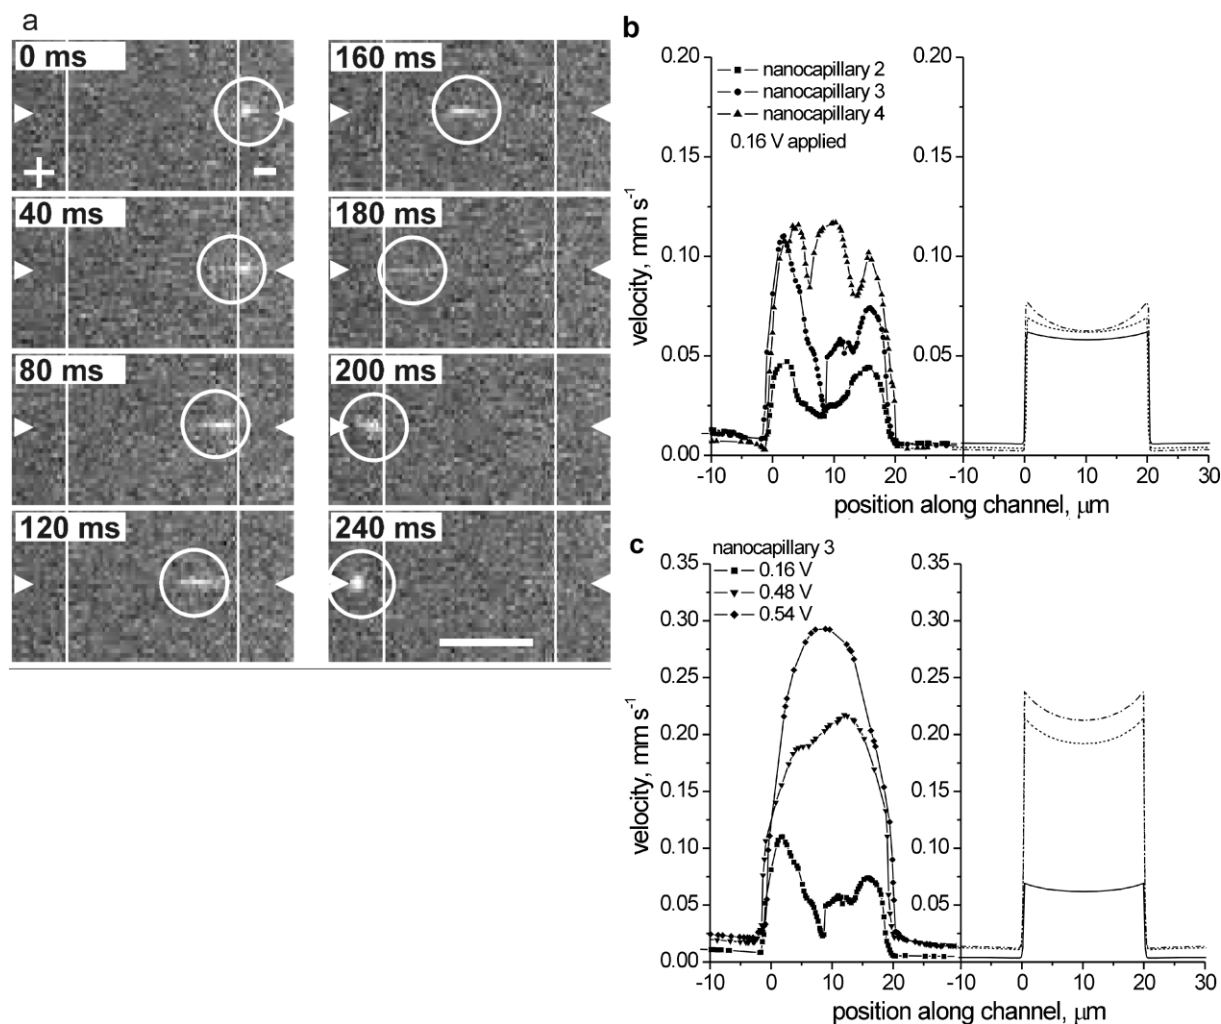 a
0 ms
+
-
40 ms
80 ms
120 ms
160 ms
180 ms
200 ms
240 ms
b
0.20
0.15
0.10
0.05
0.00
velocity, mm s⁻¹
nanocapillary 2
nanocapillary 3
nanocapillary 4
0.16 V applied
-10 0 10 20
0.20
0.15
0.10
0.05
-10 0 10 20 30
position along channel, μm
c
0.35
0.30
0.25
0.20
0.15
0.10
0.05
0.00
velocity, mm s⁻¹
nanocapillary 3
0.16 V
0.48 V
0.54 V
-10 0 10 20
0.35
0.30
0.25
0.20
0.15
0.10
0.05
0.00
-10 0 10 20 30
position along channel, μm